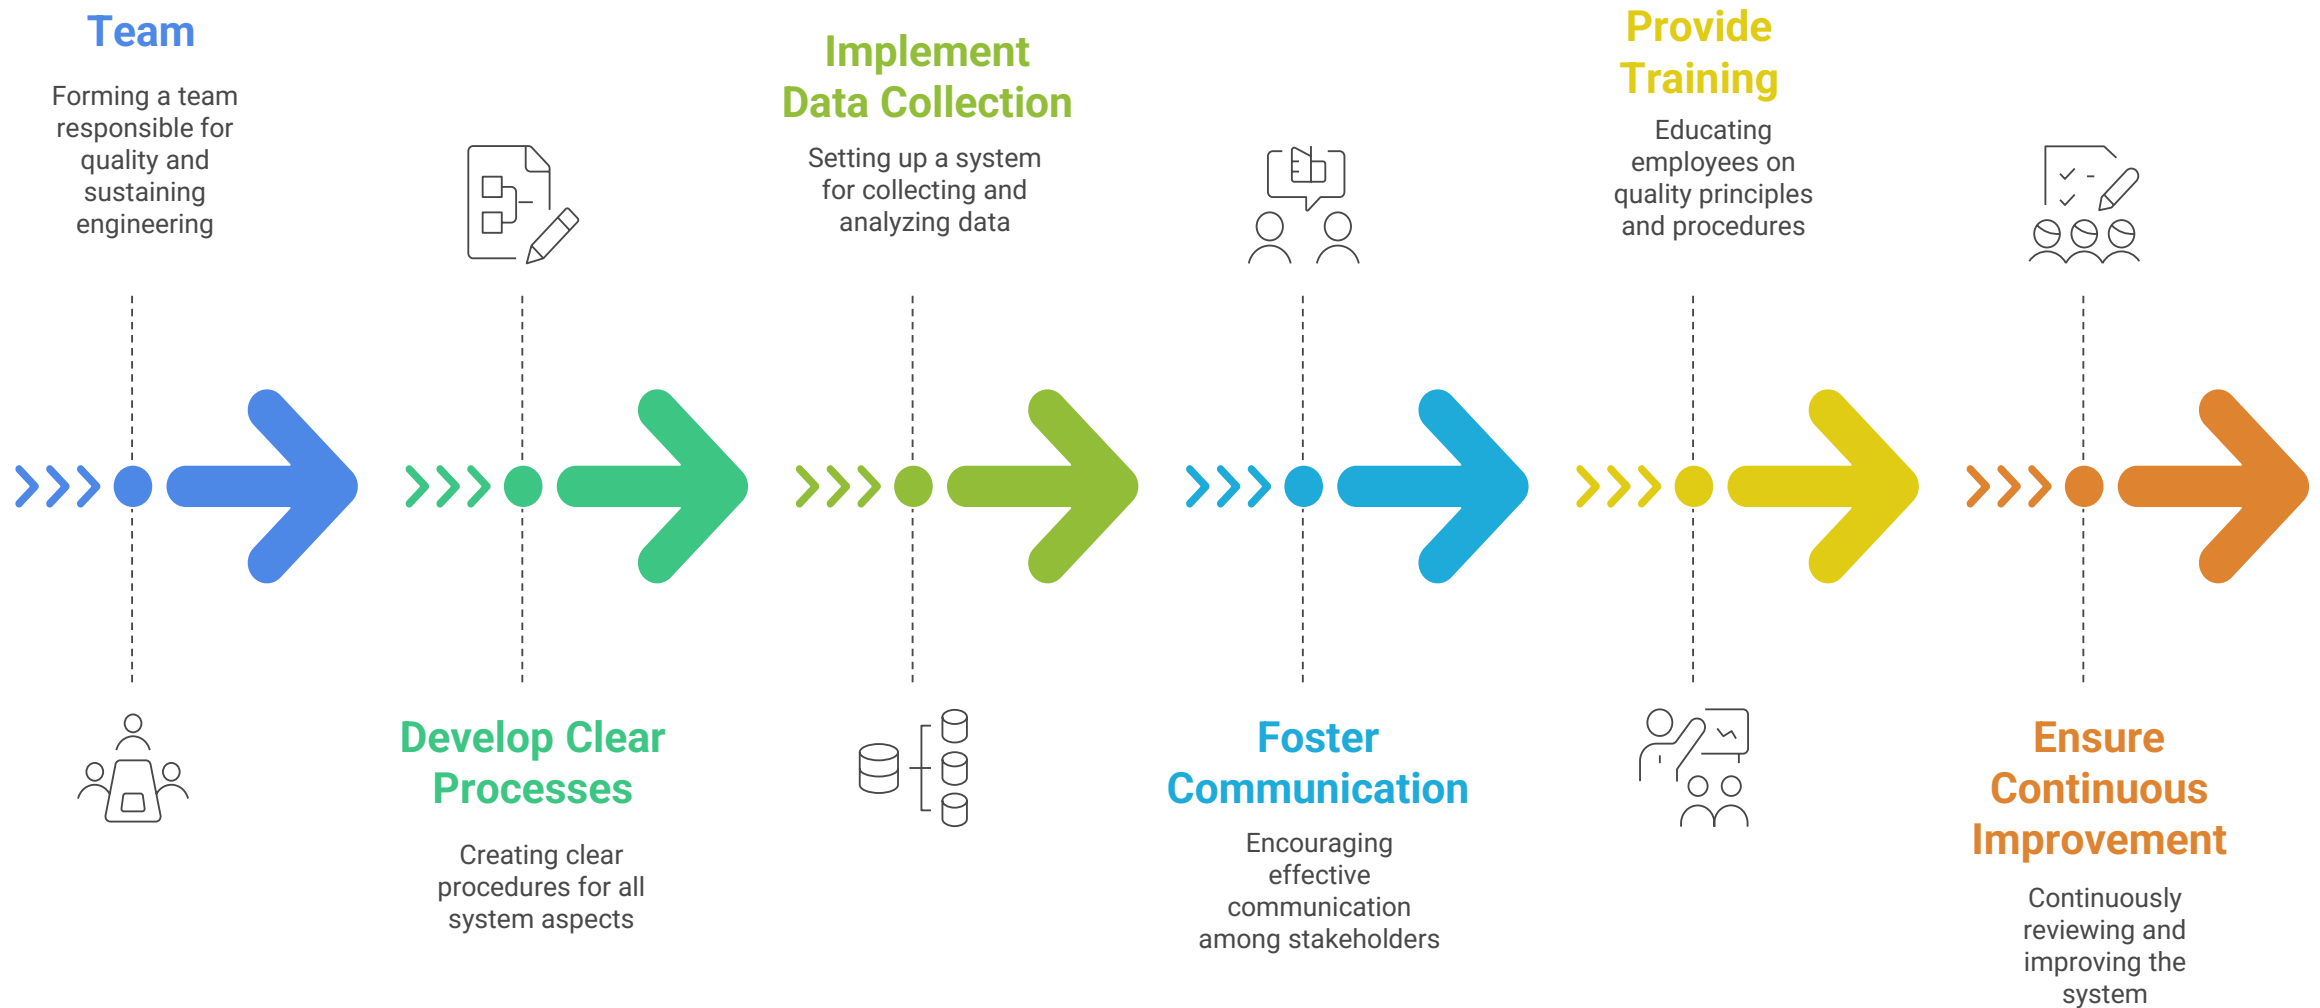 Team
Forming a team
responsible for
quality and
sustaining
engineering
Develop Clear
Processes
Creating clear
procedures for all
system aspects
Implement
Data Collection
Setting up a system
for collecting and
analyzing data
Foster
Communication
Encouraging
effective
communication
among stakeholders
Provide
Training
Educating
employees on
quality principles
and procedures
Ensure
Continuous
Improvement
Continuously
reviewing and
improving the
system